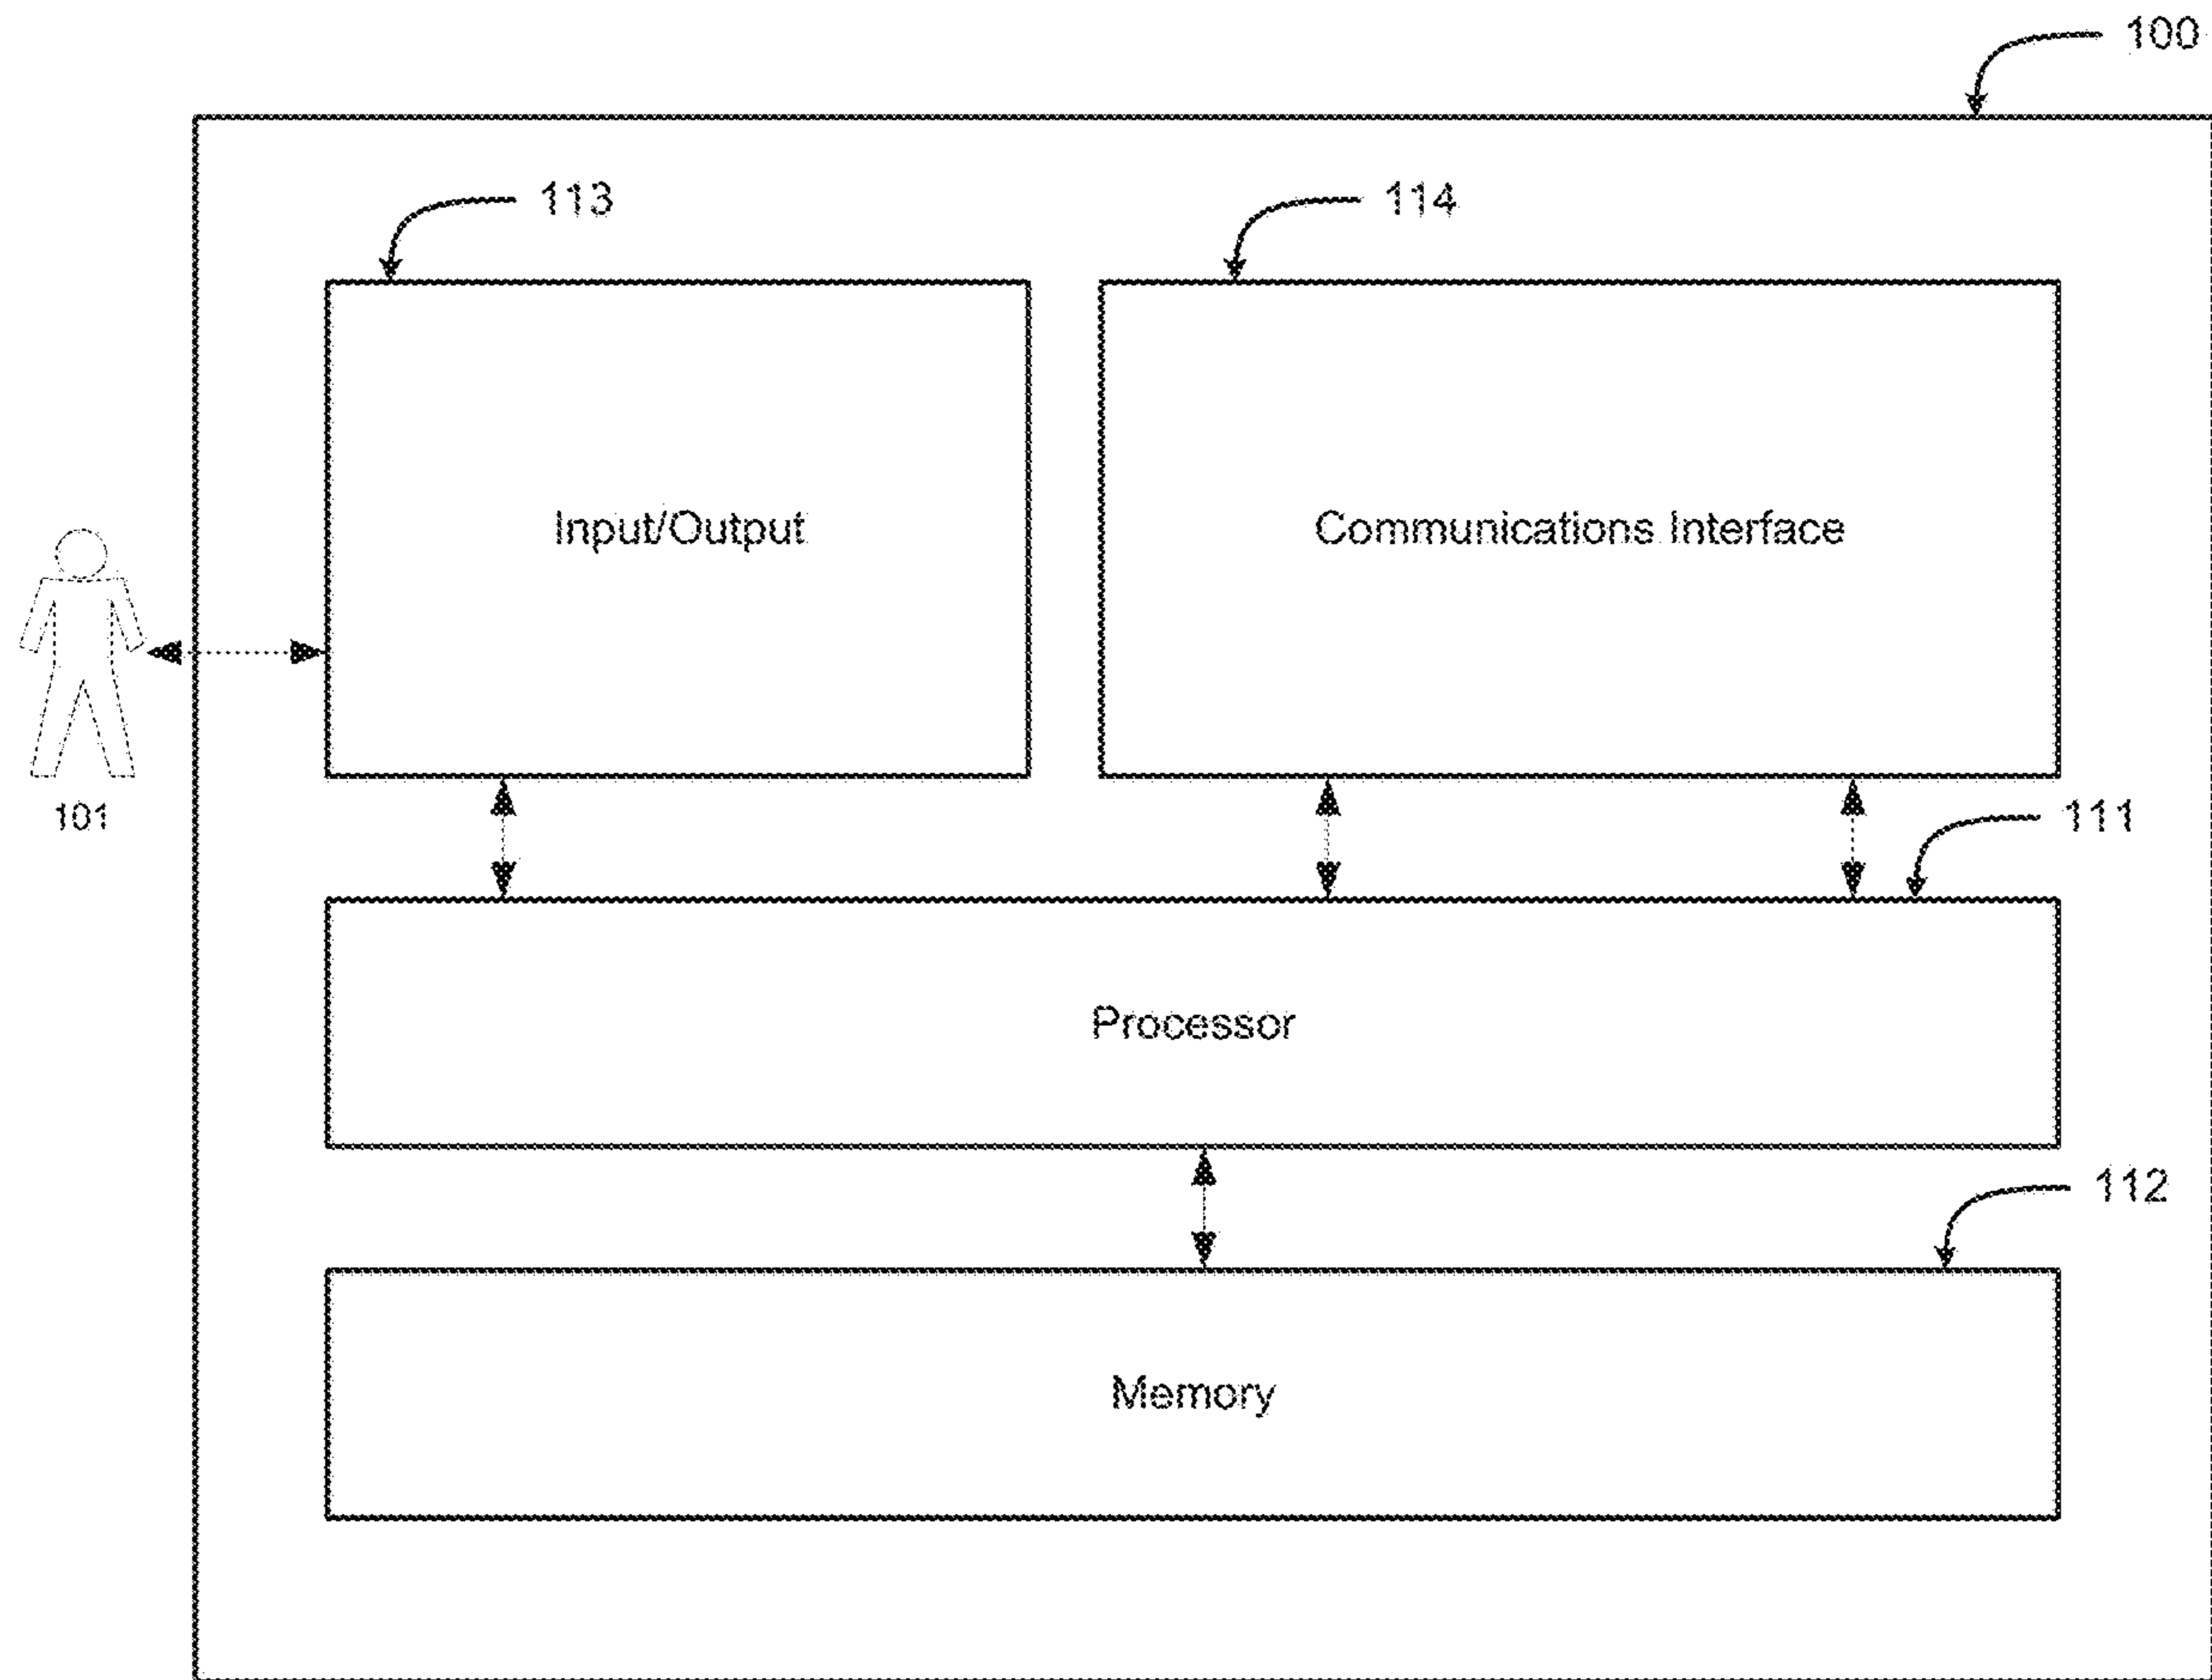 100
113
114
Input/Output
Communications Interface
101
111
Processor
112
Memory